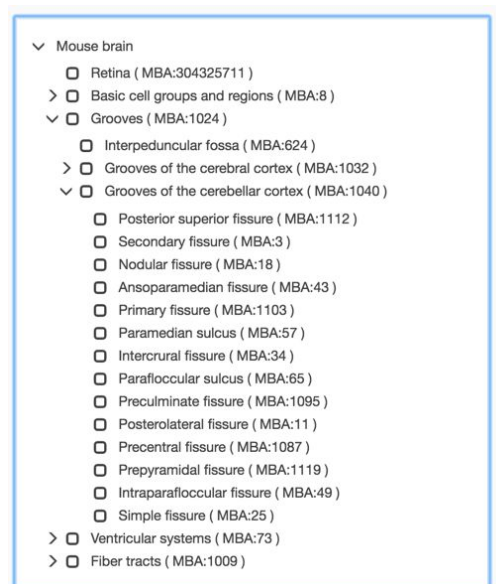 Mouse brain
Retina ( MBA:304325711 )
Basic cell groups and regions ( MBA:8 )
Grooves ( MBA:1024 )
Interpeduncular fossa ( MBA:624 )
Grooves of the cerebral cortex ( MBA:1032 )
Grooves of the cerebellar cortex ( MBA:1040 )
Posterior superior fissure ( MBA:1112 )
Secondary fissure ( MBA:3 )
Nodular fissure ( MBA:18 )
Ansoparamedian fissure ( MBA:43 )
Primary fissure ( MBA:1103 )
Paramedian sulcus ( MBA:57 )
Intercrural fissure ( MBA:34 )
Parafloccular sulcus ( MBA:65 )
Preculminate fissure ( MBA:1095 )
Posterolateral fissure ( MBA:11 )
Precentral fissure ( MBA:1087 )
Prepyramidal fissure ( MBA:1119 )
Intraparafloccular fissure ( MBA:49 )
Simple fissure ( MBA:25 )
Ventricular systems ( MBA:73 )
Fiber tracts ( MBA:1009 )